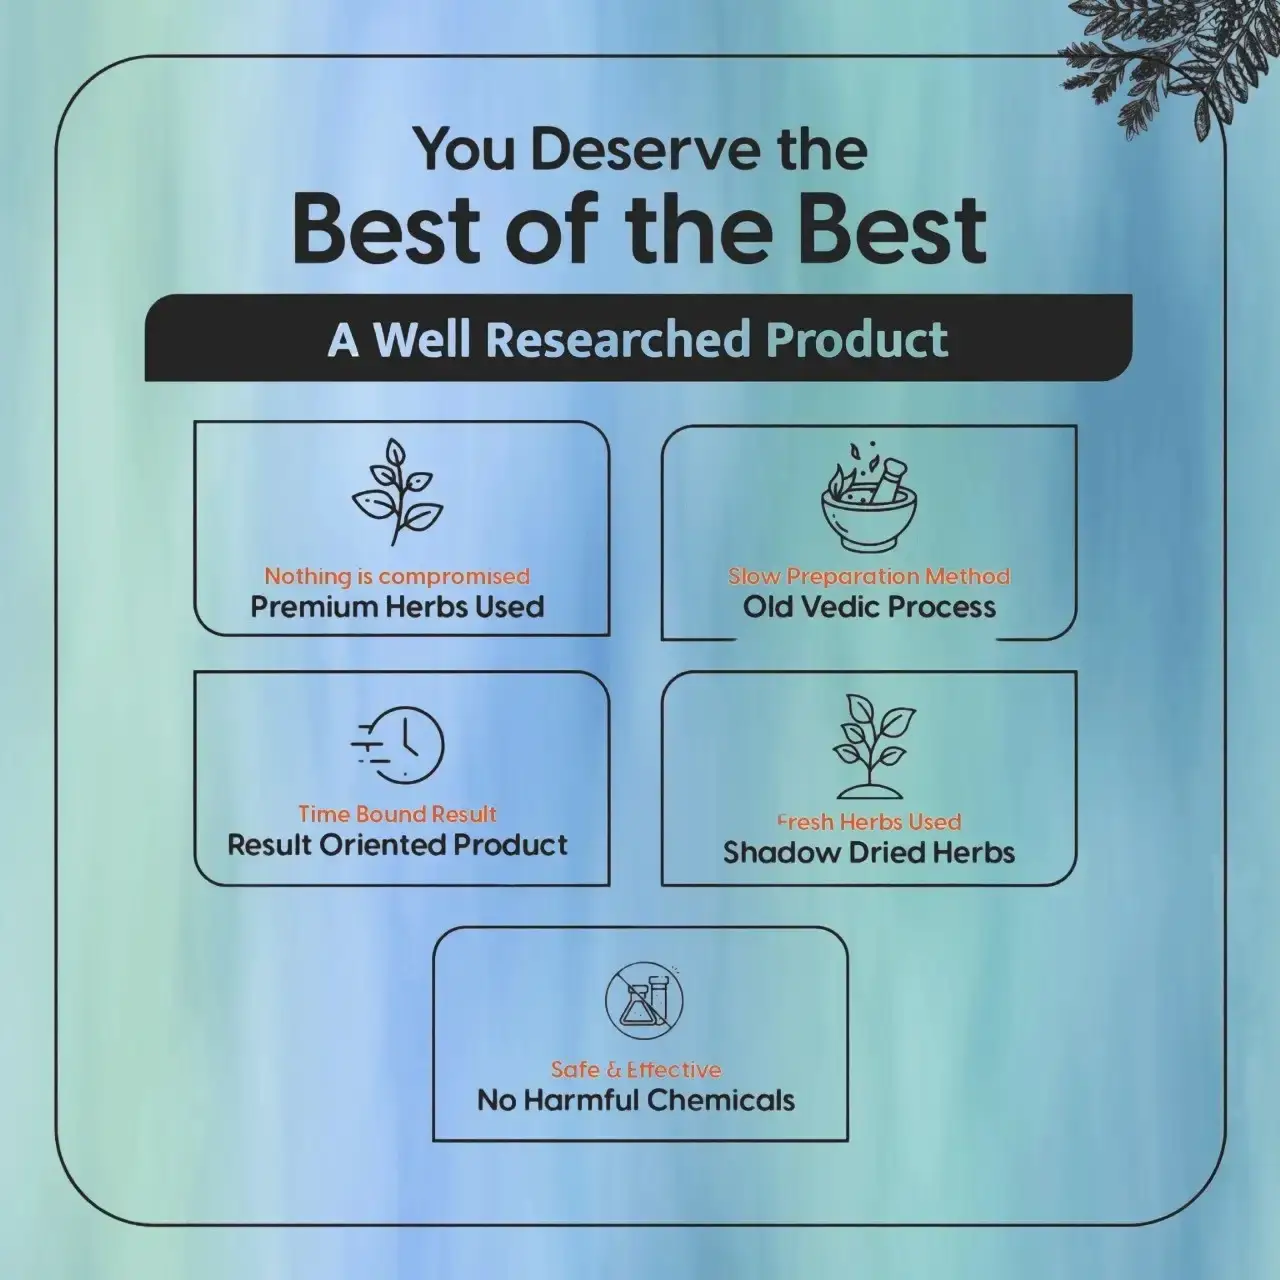 You Deserve the
Best of the Best
A Well Researched Product
Nothing is compromised
Premium Herbs Used
Slow Preparation Method
Old Vedic Process
Time Bound Result
Result Oriented Product
Fresh Herbs Used
Shadow Dried Herbs
Safe & Effective
No Harmful Chemicals